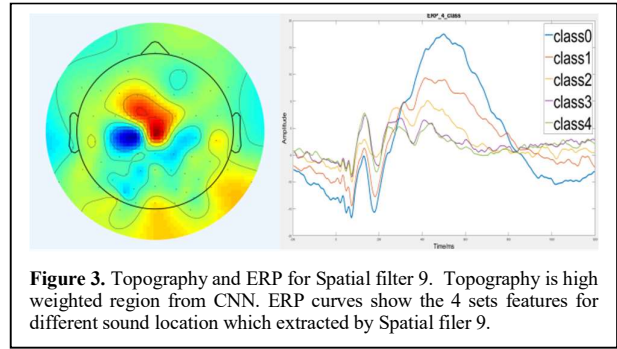 ERP_4_class
class0
class1
class2
class3
class4
Amplitude
Time/ms
Figure 3. Topography and ERP for Spatial filter 9. Topography is high
weighted region from CNN. ERP curves show the 4 sets features for
different sound location which extracted by Spatial filer 9.